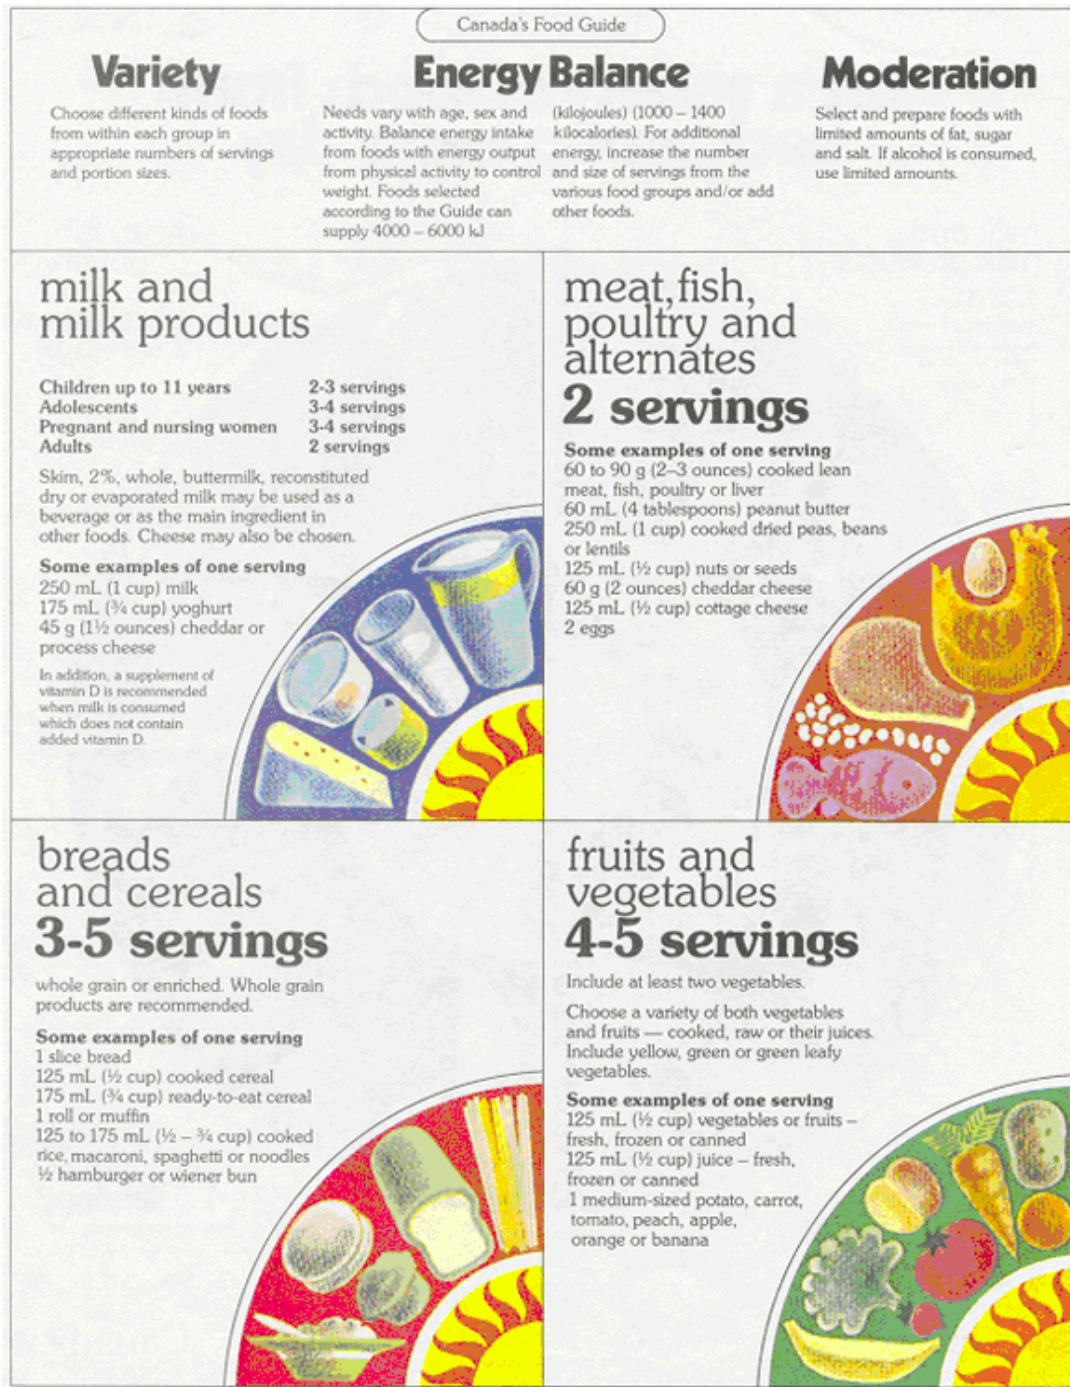 Canada's Food Guide
Variety
Choose different kinds of foods
from within each group in
appropriate numbers of servings
and portion sizes.
Energy Balance
Needs vary with age, sex and
activity. Balance energy intake
from foods with energy output
from physical activity to control
weight. Foods selected
according to the Guide can
supply 4000 – 6000 kJ
(kilojoules) (1000 – 1400
kilocalories). For additional
energy, increase the number
and size of servings from the
various food groups and/or add
other foods.
Moderation
Select and prepare foods with
limited amounts of fat, sugar
and salt. If alcohol is consumed,
use limited amounts.
milk and
milk products
Children up to 11 years 2-3 servings
Adolescents 3-4 servings
Pregnant and nursing women 3-4 servings
Adults 2 servings
Skim, 2%, whole, buttermilk, reconstituted
dry or evaporated milk may be used as a
beverage or as the main ingredient in
other foods. Cheese may also be chosen.
Some examples of one serving
250 mL (1 cup) milk
175 mL (¾ cup) yoghurt
45 g (1½ ounces) cheddar or
process cheese
In addition, a supplement of
vitamin D is recommended
when milk is consumed
which does not contain
added vitamin D.
meat, fish,
poultry and
alternates
2 servings
Some examples of one serving
60 to 90 g (2–3 ounces) cooked lean
meat, fish, poultry or liver
60 mL (4 tablespoons) peanut butter
250 mL (1 cup) cooked dried peas, beans
or lentils
125 mL (½ cup) nuts or seeds
60 g (2 ounces) cheddar cheese
125 mL (½ cup) cottage cheese
2 eggs
breads
and cereals
3-5 servings
whole grain or enriched. Whole grain
products are recommended.
Some examples of one serving
1 slice bread
125 mL (½ cup) cooked cereal
175 mL (¾ cup) ready-to-eat cereal
1 roll or muffin
125 to 175 mL (½ – ¾ cup) cooked
rice, macaroni, spaghetti or noodles
½ hamburger or wiener bun
fruits and
vegetables
4-5 servings
Include at least two vegetables.
Choose a variety of both vegetables
and fruits — cooked, raw or their juices.
Include yellow, green or green leafy
vegetables.
Some examples of one serving
125 mL (½ cup) vegetables or fruits –
fresh, frozen or canned
125 mL (½ cup) juice – fresh,
frozen or canned
1 medium-sized potato, carrot,
tomato, peach, apple,
orange or banana